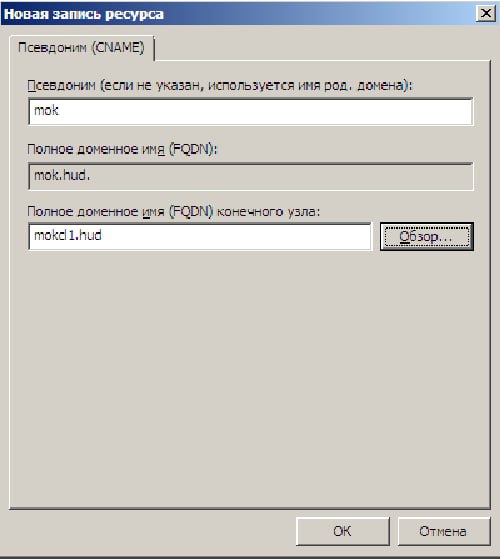 Новая запись ресурса
Псевдоним (CNAME)
Псевдоним (если не указан, используется имя род. домена):
mok
Полное доменное имя (FQDN):
mok.hud.
Полное доменное имя (FQDN) конечного узла:
mokcl1.hud
Обзор...
ОК
Отмена